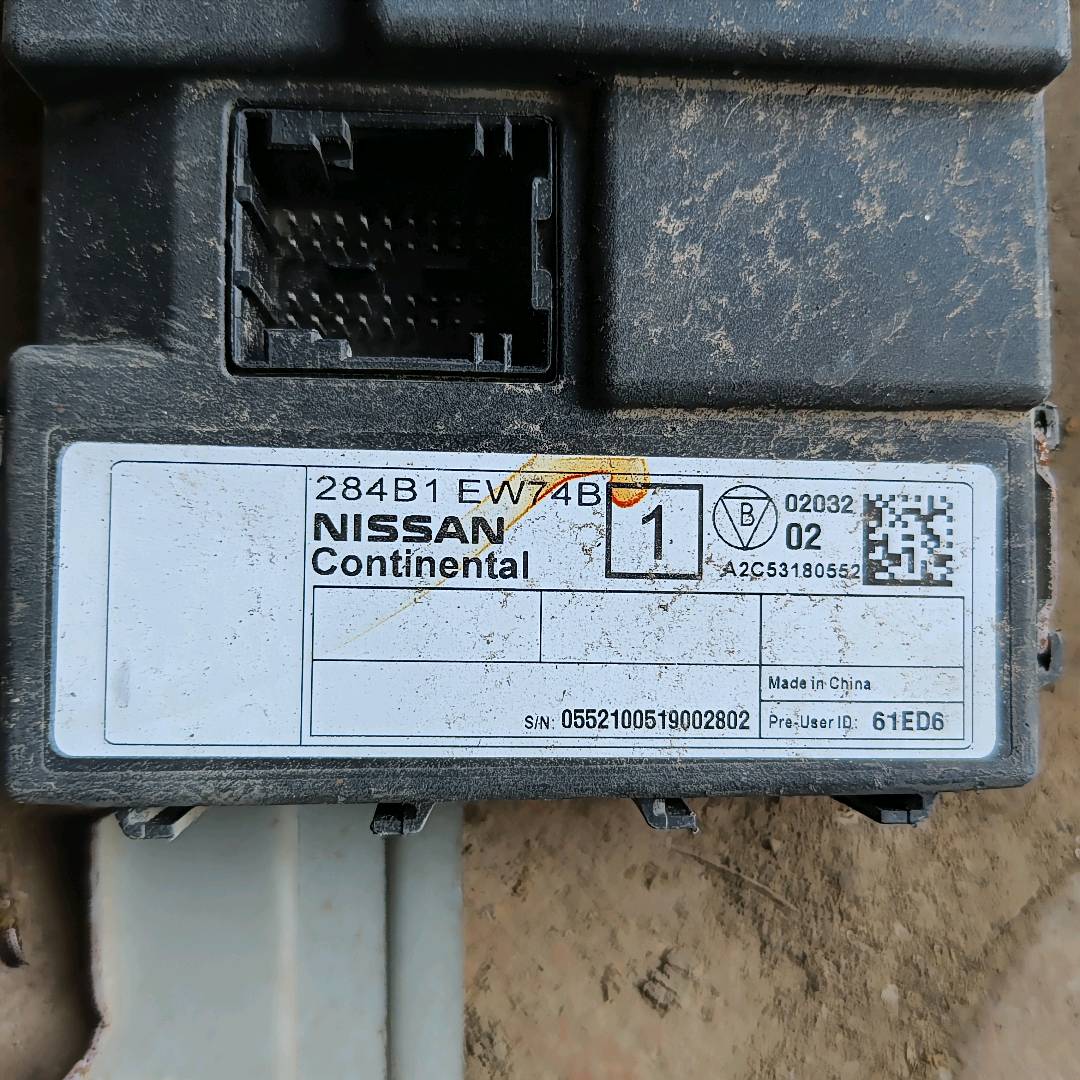 284B1 EW74B
NISSAN
Continental
1
B
02032
02
A2C53180552
Made in China
S/N: 0552100519002802
Pre-User ID: 61ED6